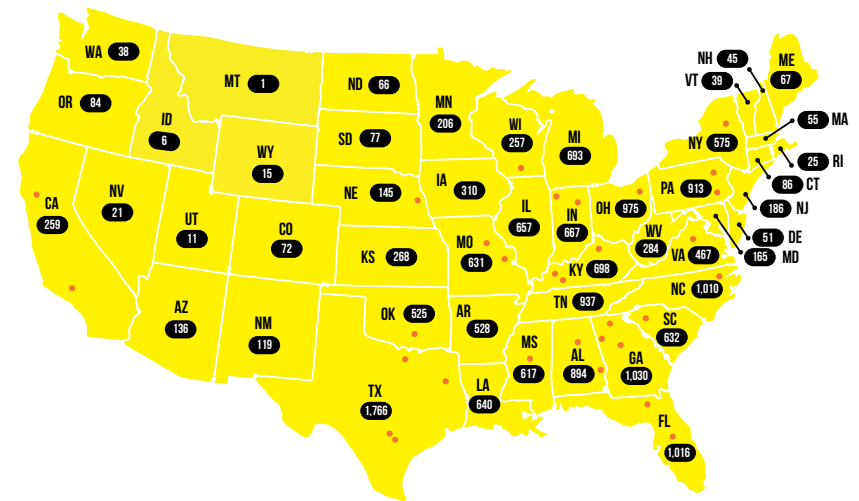 WA 38
OR 84
ID
6
MT 1
WY
15
ND 66
SD 77
NE 145
KS 268
MN
206
IA 310
MO
631
WI
257
MI
693
IL
657
IN
667
OH 975
KY 698
TN 937
WV
284
VA 467
NC 1,010
SC
632
GA
1,030
AL
894
MS
617
LA
640
AR
528
OK 525
TX
1,766
NM
119
AZ
136
CO
72
UT
11
NV
21
CA
259
FL
1,016
PA 913
NY 575
NH 45
VT 39
ME
67
55 MA
25 RI
86 CT
186 NJ
51 DE
165 MD